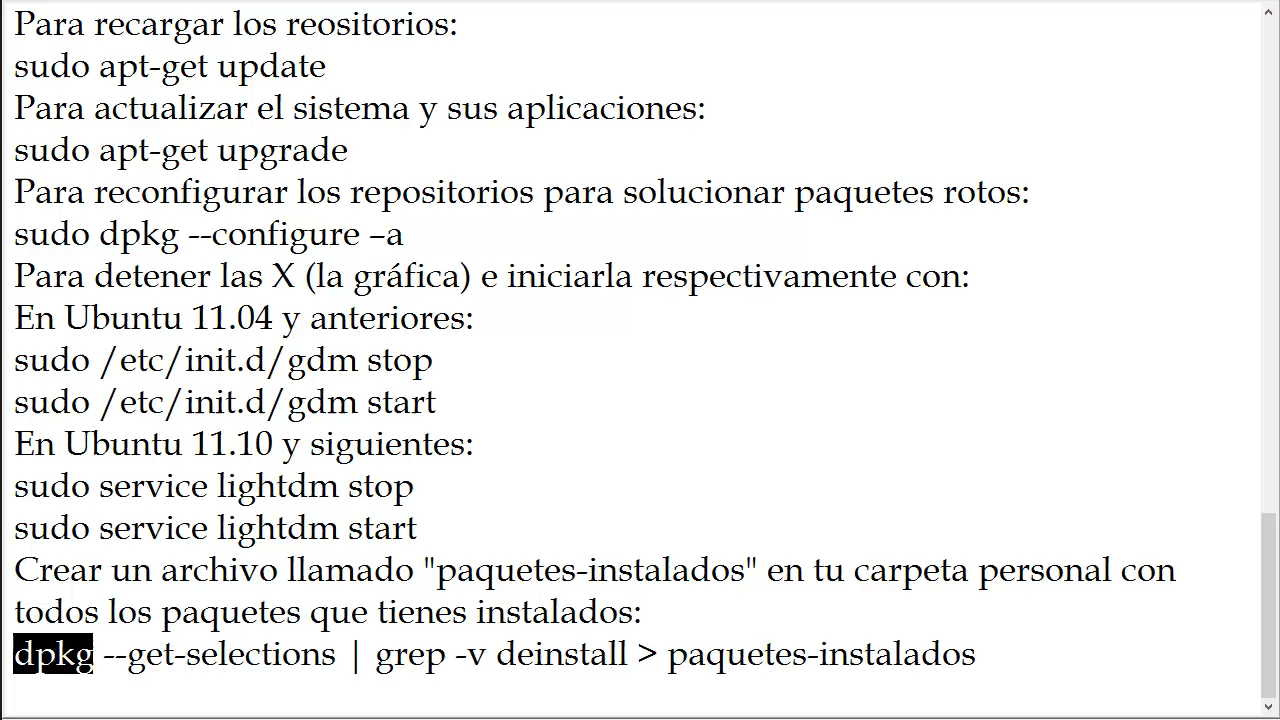 Para recargar los reositorios:
sudo apt-get update
Para actualizar el sistema y sus aplicaciones:
sudo apt-get upgrade
Para reconfigurar los repositorios para solucionar paquetes rotos:
sudo dpkg --configure –a
Para detener las X (la gráfica) e iniciarla respectivamente con:
En Ubuntu 11.04 y anteriores:
sudo /etc/init.d/gdm stop
sudo /etc/init.d/gdm start
En Ubuntu 11.10 y siguientes:
sudo service lightdm stop
sudo service lightdm start
Crear un archivo llamado "paquetes-instalados" en tu carpeta personal con
todos los paquetes que tienes instalados:
dpkg --get-selections | grep -v deinstall > paquetes-instalados